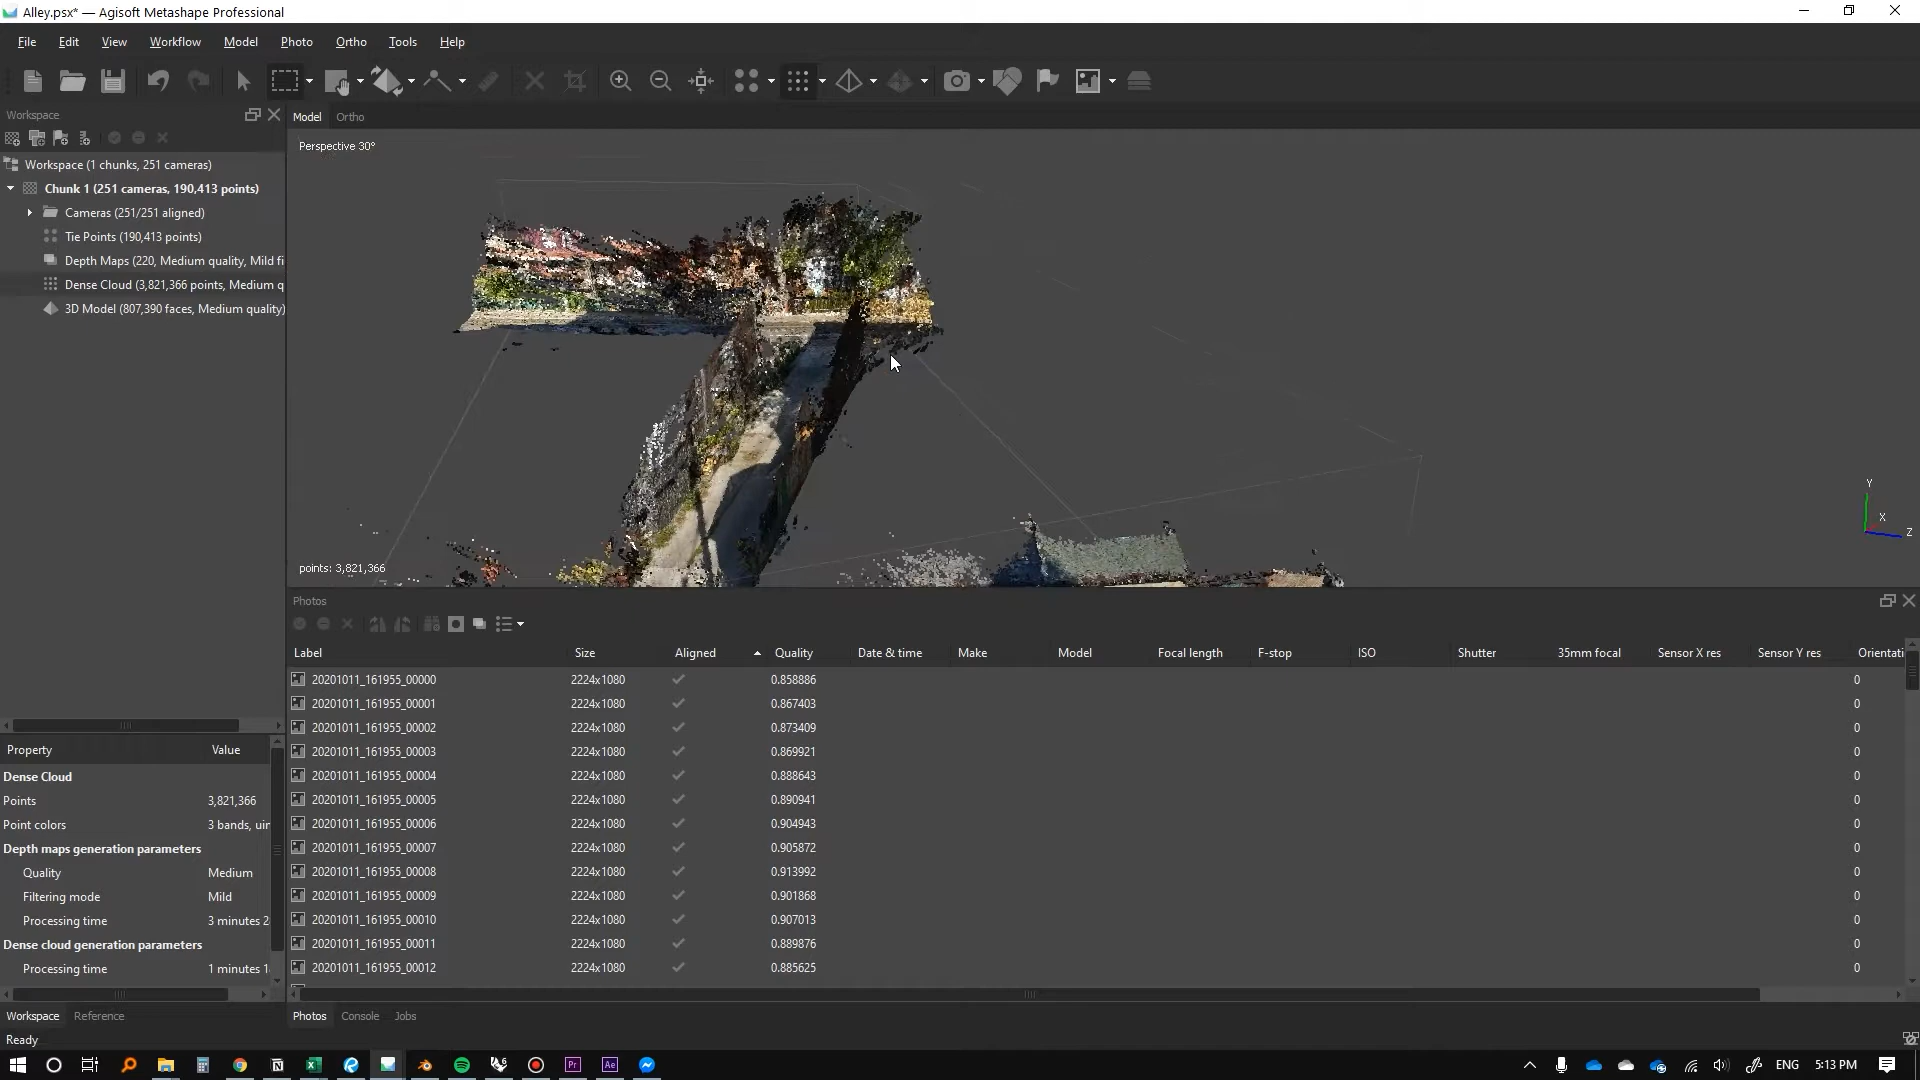 Alley.psx* — Agisoft Metashape Professional
File Edit View Workflow Model Photo Ortho Tools Help
Workspace
Model Ortho
Perspective 30°
Workspace (1 chunks, 251 cameras)
Chunk 1 (251 cameras, 190,413 points)
Cameras (251/251 aligned)
Tie Points (190,413 points)
Depth Maps (220, Medium quality, Mild fi
Dense Cloud (3,821,366 points, Medium q
3D Model (807,390 faces, Medium quality)
Y
X
Z
points: 3,821,366
Photos
Label Size Aligned Quality Date & time Make Model Focal length F-stop ISO Shutter 35mm focal Sensor X res Sensor Y res Orientati
20201011_161955_00000 2224x1080 0.858886 0
20201011_161955_00001 2224x1080 0.867403 0
20201011_161955_00002 2224x1080 0.873409 0
20201011_161955_00003 2224x1080 0.869921 0
20201011_161955_00004 2224x1080 0.888643 0
20201011_161955_00005 2224x1080 0.890941 0
20201011_161955_00006 2224x1080 0.904943 0
20201011_161955_00007 2224x1080 0.905872 0
20201011_161955_00008 2224x1080 0.913992 0
20201011_161955_00009 2224x1080 0.901868 0
20201011_161955_00010 2224x1080 0.907013 0
20201011_161955_00011 2224x1080 0.889876 0
20201011_161955_00012 2224x1080 0.885625 0
Property Value
Dense Cloud
Points 3,821,366
Point colors 3 bands, uin
Depth maps generation parameters
Quality Medium
Filtering mode Mild
Processing time 3 minutes 2
Dense cloud generation parameters
Processing time 1 minutes 1
Workspace Reference
Photos Console Jobs
Ready
Pr Ae
ENG 5:13 PM